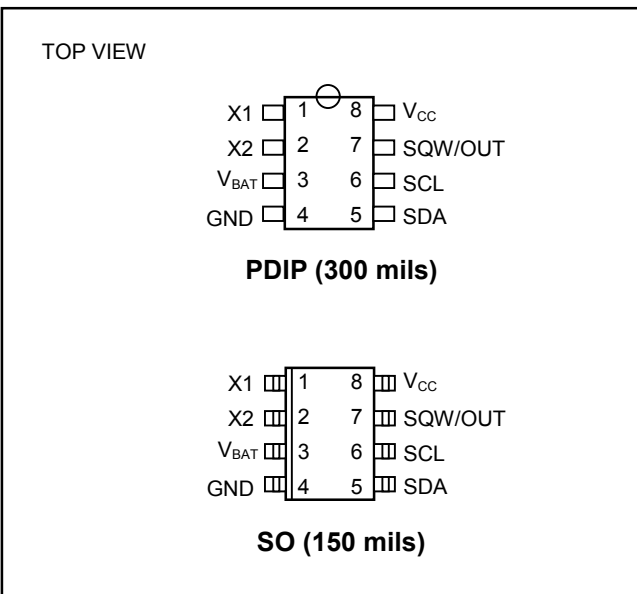 TOP VIEW
X1 1 8 VCC
X2 2 7 SQW/OUT
VBAT 3 6 SCL
GND 4 5 SDA
PDIP (300 mils)
X1 1 8 VCC
X2 2 7 SQW/OUT
VBAT 3 6 SCL
GND 4 5 SDA
SO (150 mils)